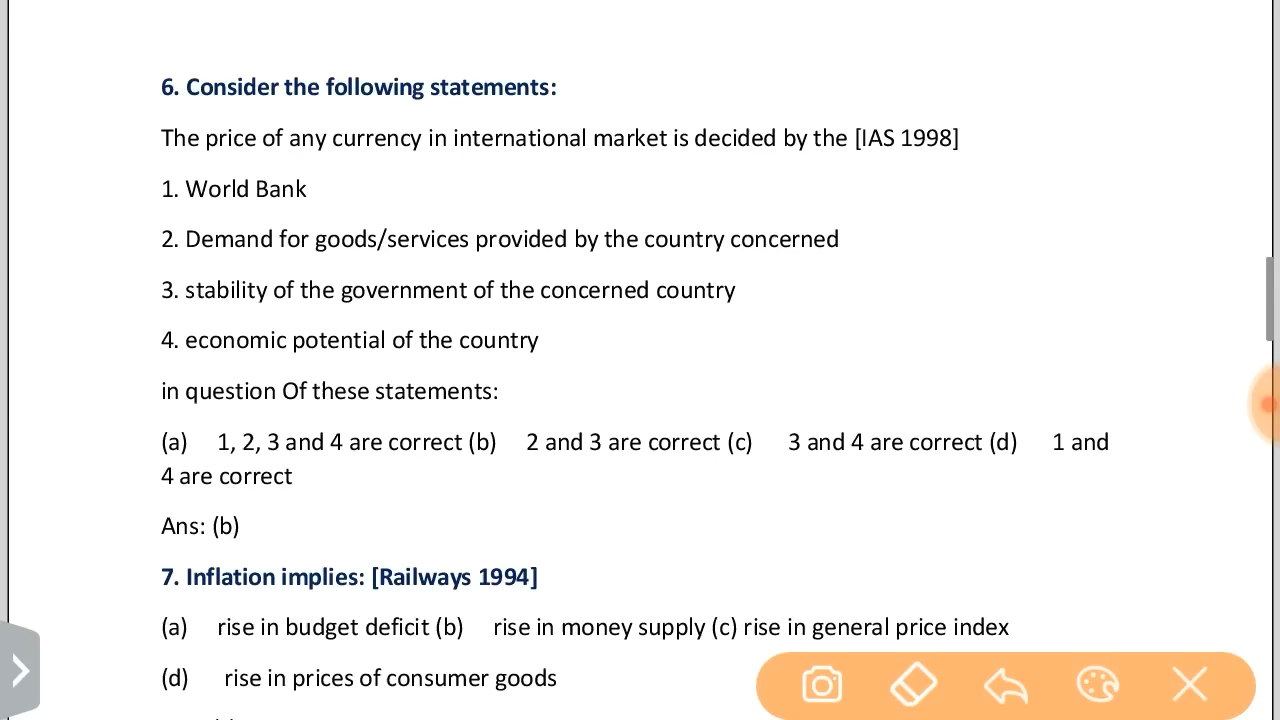 6. Consider the following statements:
The price of any currency in international market is decided by the [IAS 1998]
1. World Bank
2. Demand for goods/services provided by the country concerned
3. stability of the government of the concerned country
4. economic potential of the country
in question Of these statements:
(a) 1, 2, 3 and 4 are correct (b) 2 and 3 are correct (c) 3 and 4 are correct (d) 1 and
4 are correct
Ans: (b)
7. Inflation implies: [Railways 1994]
(a) rise in budget deficit (b) rise in money supply (c) rise in general price index
(d) rise in prices of consumer goods